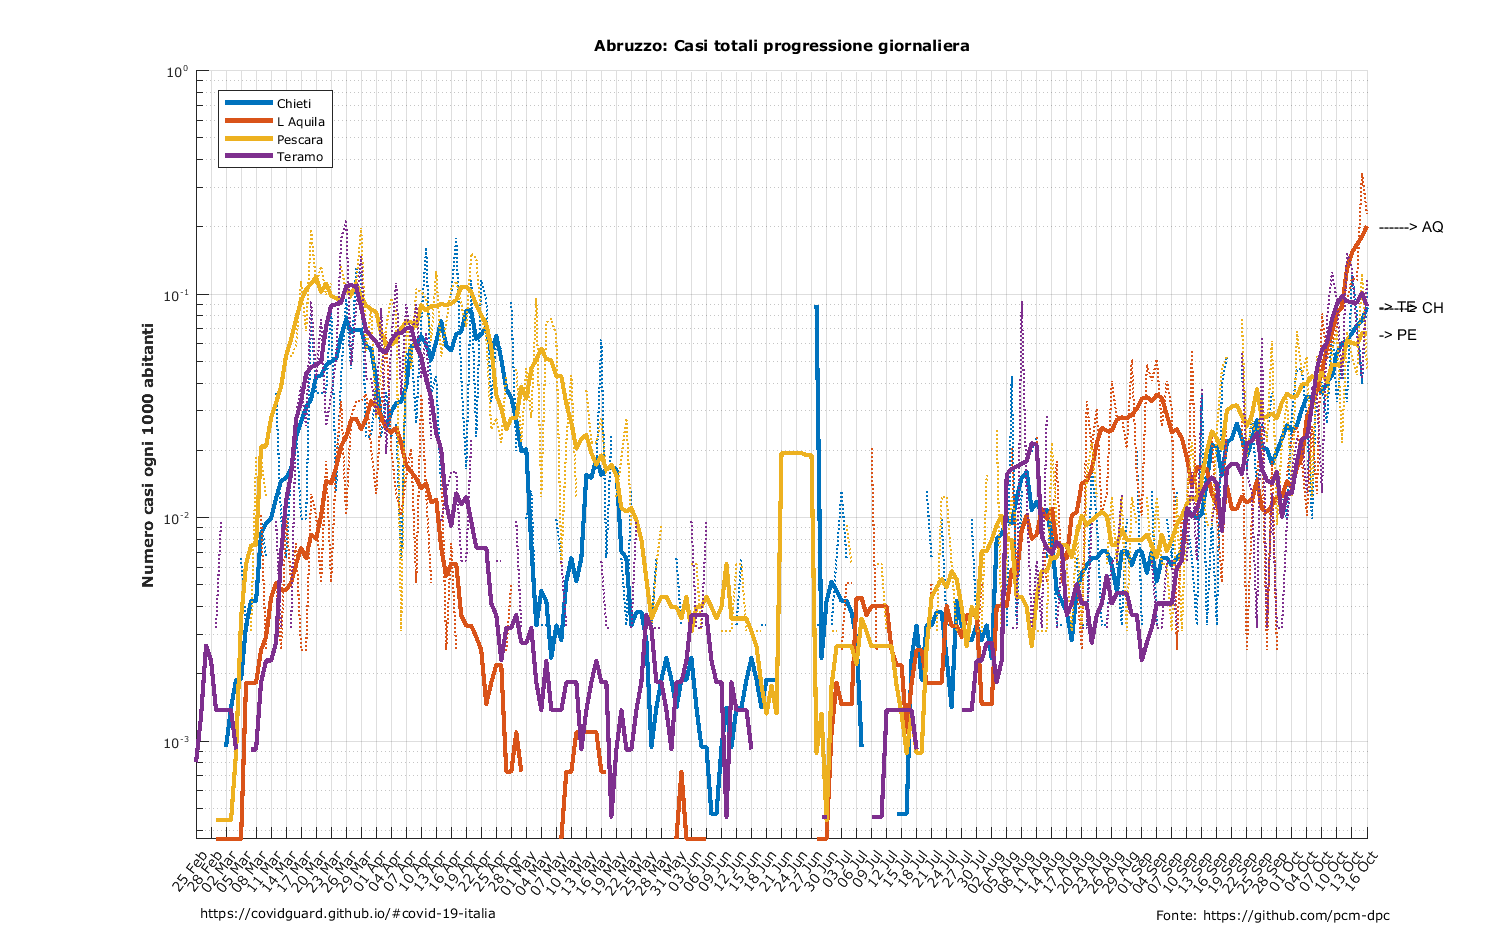 Abruzzo: Casi totali progressione giornaliera
Numero casi ogni 1000 abitanti
10^0
10^-1
10^-2
10^-3
Chieti
L Aquila
Pescara
Teramo
------> AQ
-> TE
-----> CH
-> PE
25 Feb
28 Feb
02 Mar
05 Mar
08 Mar
11 Mar
14 Mar
17 Mar
20 Mar
23 Mar
26 Mar
29 Mar
01 Apr
04 Apr
07 Apr
10 Apr
13 Apr
16 Apr
19 Apr
22 Apr
25 Apr
28 Apr
01 May
04 May
07 May
10 May
13 May
16 May
19 May
22 May
25 May
28 May
31 May
03 Jun
06 Jun
09 Jun
12 Jun
15 Jun
18 Jun
21 Jun
24 Jun
27 Jun
30 Jun
03 Jul
06 Jul
09 Jul
12 Jul
15 Jul
18 Jul
21 Jul
24 Jul
27 Jul
30 Jul
02 Aug
05 Aug
08 Aug
11 Aug
14 Aug
17 Aug
20 Aug
23 Aug
26 Aug
29 Aug
01 Sep
04 Sep
07 Sep
10 Sep
13 Sep
16 Sep
19 Sep
22 Sep
25 Sep
28 Sep
01 Oct
04 Oct
07 Oct
10 Oct
13 Oct
16 Oct
https://covidguard.github.io/#covid-19-italia
Fonte: https://github.com/pcm-dpc